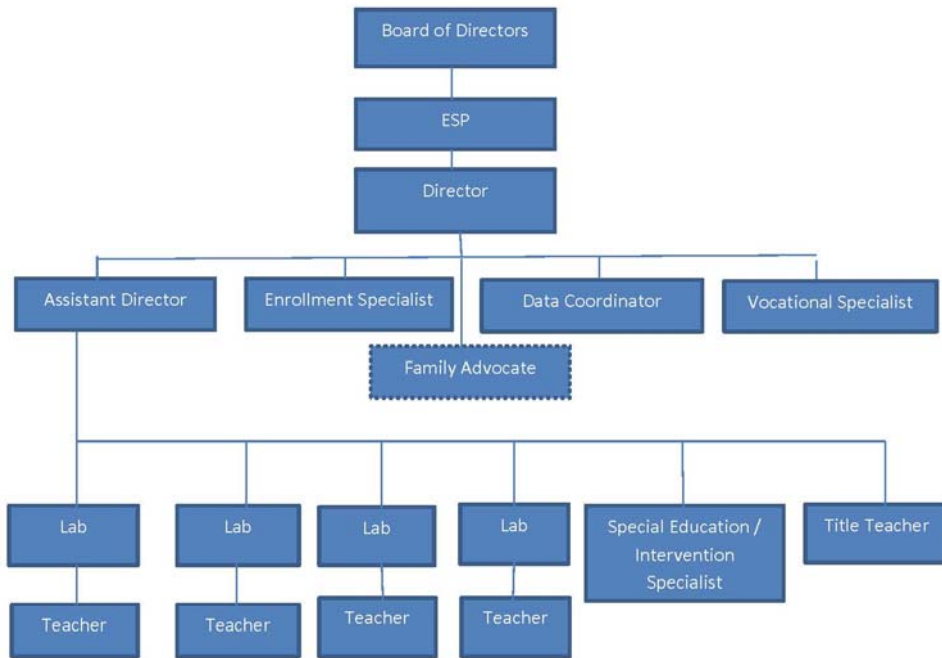 Board of Directors
ESP
Director
Assistant Director
Enrollment Specialist
Data Coordinator
Vocational Specialist
Family Advocate
Lab
Lab
Lab
Lab
Special Education /
Intervention
Specialist
Title Teacher
Teacher
Teacher
Teacher
Teacher